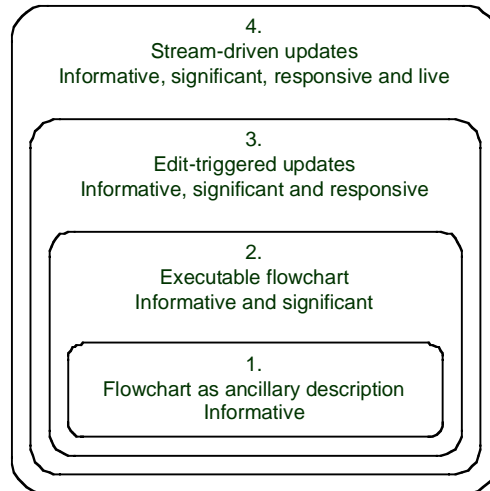 4.
Stream-driven updates
Informative, significant, responsive and live
3.
Edit-triggered updates
Informative, significant and responsive
2.
Executable flowchart
Informative and significant
1.
Flowchart as ancillary description
Informative